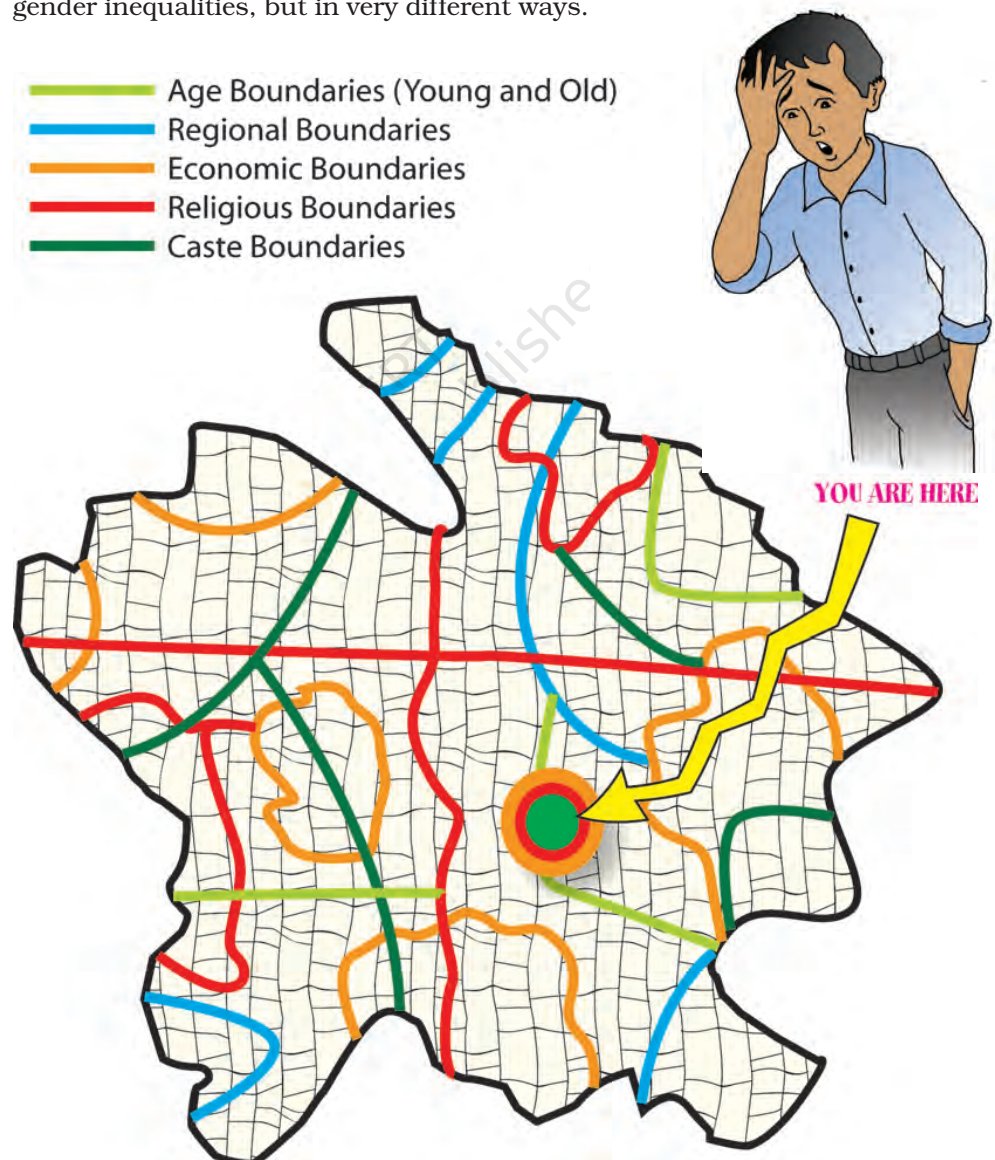 gender inequalities, but in very different ways.
Age Boundaries (Young and Old)
Regional Boundaries
Economic Boundaries
Religious Boundaries
Caste Boundaries
YOU ARE HERE